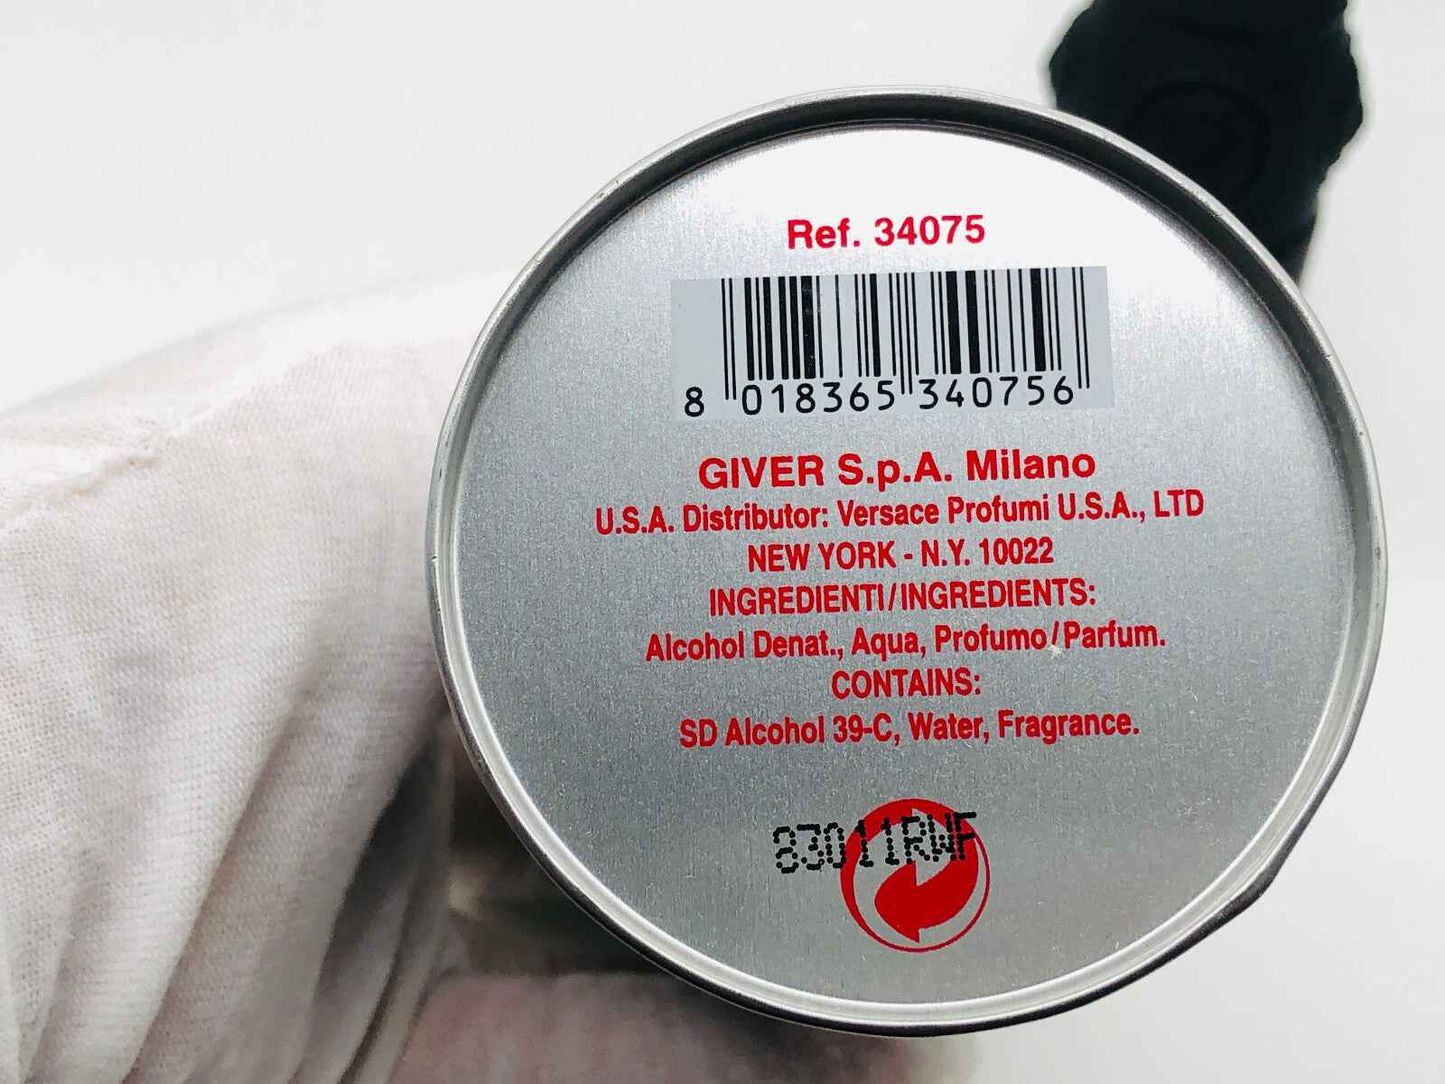 Ref. 34075
8 018365 340756
GIVER S.p.A. Milano
U.S.A. Distributor: Versace Profumi U.S.A., LTD
NEW YORK - N.Y. 10022
INGREDIENTI/INGREDIENTS:
Alcohol Denat., Aqua, Profumo/Parfum.
CONTAINS:
SD Alcohol 39-C, Water, Fragrance.
83011RWF